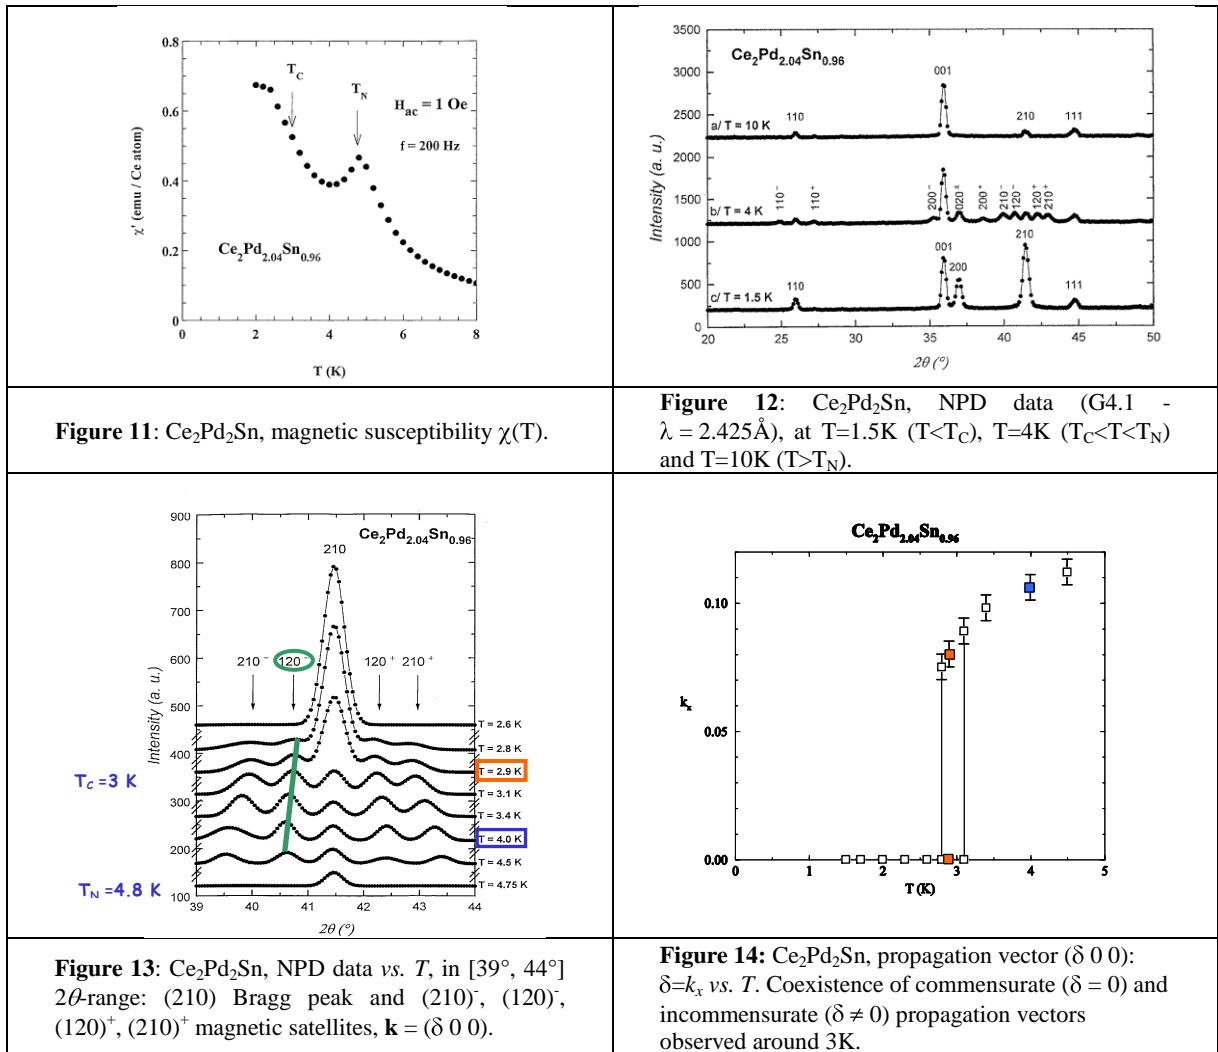 0.8
0.6
0.4
0.2
0
0
2
4
6
8
T_C
T_N
H_ac = 1 Oe
f = 200 Hz
Ce₂Pd₂.₀₄Sn₀.₉₆
χ' (emu / Ce atom)
T (K)
3500
3000
2500
2000
1500
1000
500
0
20
25
30
35
40
45
50
Ce₂Pd₂.₀₄Sn₀.₉₆
001
110
210
111
a/ T = 10 K
110⁻
110⁺
200⁻
020±
200⁺
210⁻
120⁻
120⁺
210⁺
b/ T = 4 K
210
001
200
110
111
c/ T = 1.5 K
Intensity (a. u.)
2θ (°)
Figure 11: Ce₂Pd₂Sn, magnetic susceptibility χ(T).
Figure 12: Ce₂Pd₂Sn, NPD data (G4.1 -
λ = 2.425Å), at T=1.5K (T<T_C), T=4K (T_C<T<T_N)
and T=10K (T>T_N).
900
800
700
600
500
400
300
200
100
39
40
41
42
43
44
Ce₂Pd₂.₀₄Sn₀.₉₆
210
210⁻
120⁻
120⁺
210⁺
T = 2.6 K
T = 2.8 K
T = 2.9 K
T = 3.1 K
T = 3.4 K
T = 4.0 K
T = 4.5 K
T = 4.75 K
T_C =3 K
T_N =4.8 K
Intensity (a. u.)
2θ (°)
Ce₂Pd₂.₀₄Sn₀.₉₆
0.10
0.05
0.00
kₓ
0
1
2
3
4
5
T (K)
Figure 13: Ce₂Pd₂Sn, NPD data vs. T, in [39°, 44°]
2θ-range: (210) Bragg peak and (210)⁻, (120)⁻,
(120)⁺, (210)⁺ magnetic satellites, k = (δ 0 0).
Figure 14: Ce₂Pd₂Sn, propagation vector (δ 0 0):
δ=kₓ vs. T. Coexistence of commensurate (δ = 0) and
incommensurate (δ ≠ 0) propagation vectors
observed around 3K.